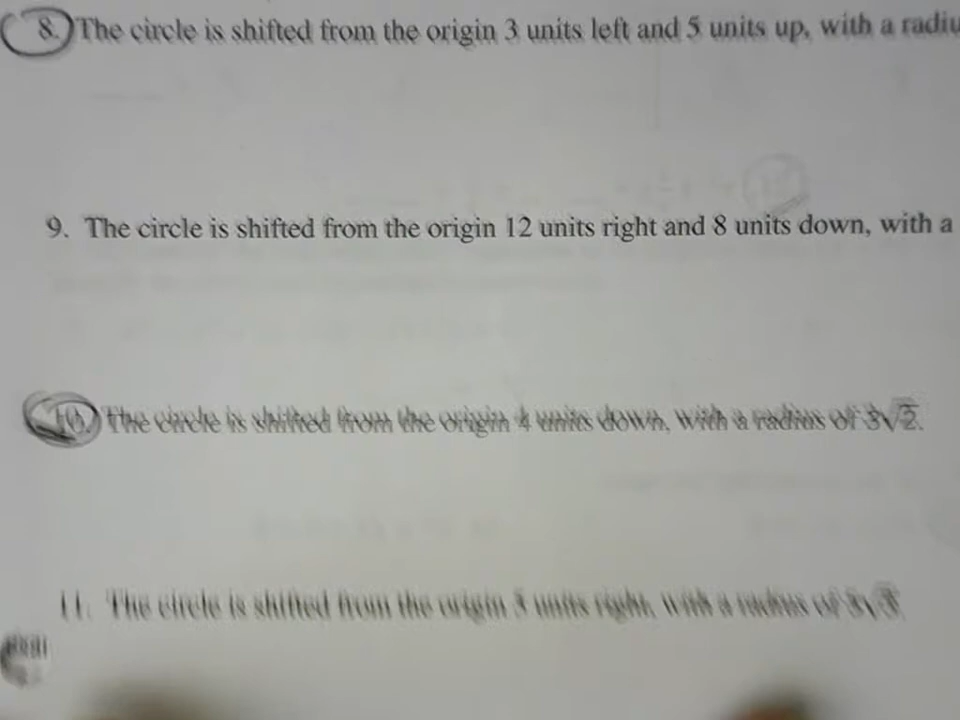 8. The circle is shifted from the origin 3 units left and 5 units up, with a
9. The circle is shifted from the origin 12 units right and 8 units down, with a
10. The circle is shifted from the origin 4 units down, with a radius of 3√2.
11. The circle is shifted from the origin units right, with a radius of